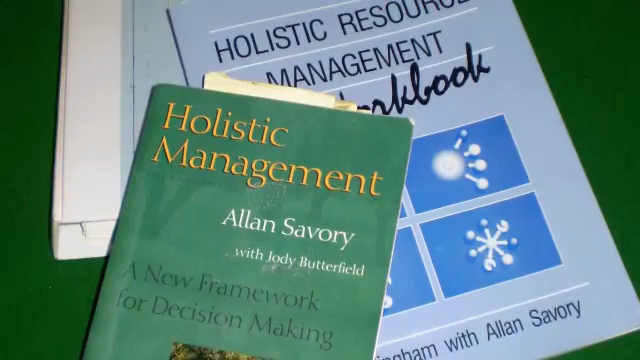 HOLISTIC RESOURCE
MANAGEMENT
Holistic
Management
Allan Savory
with Jody Butterfield
A New Framework
for Decision Making
with Allan Savory